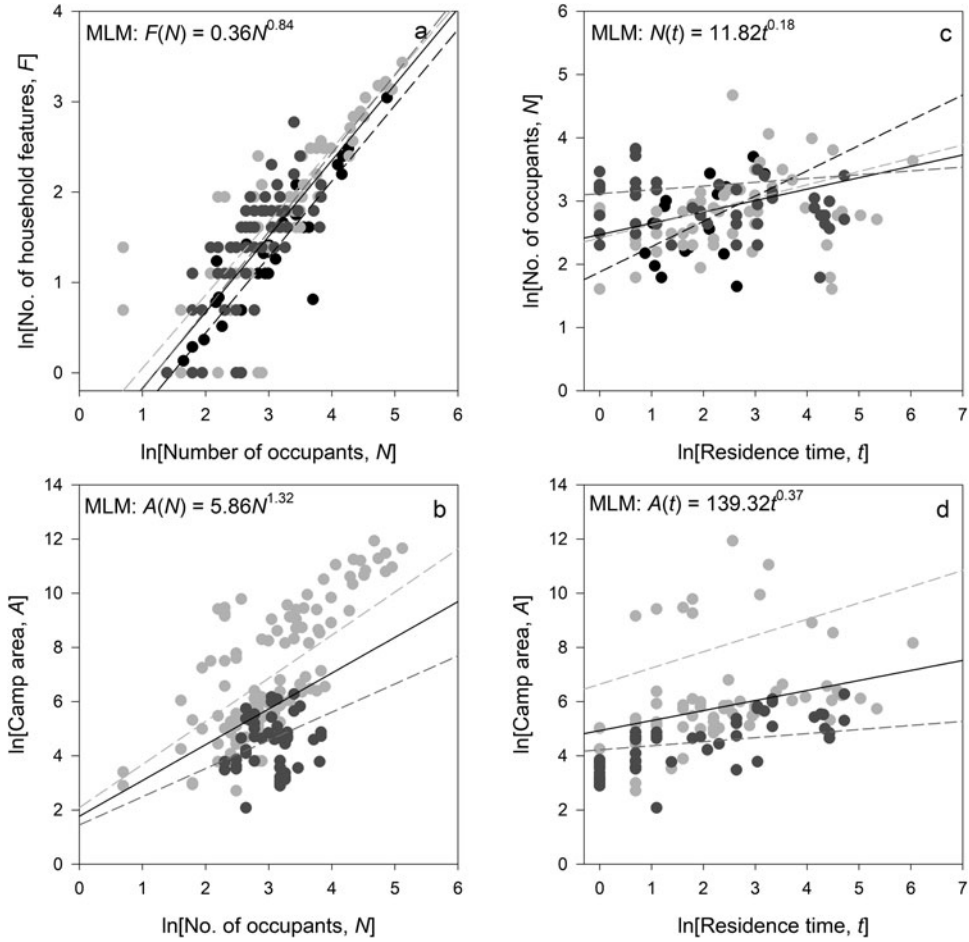 MLM: F(N) = 0.36N^0.84
a
ln[No. of household features, F]
4
3
2
1
0
0 1 2 3 4 5 6
ln[Number of occupants, N]
MLM: N(t) = 11.82t^0.18
c
ln[No. of occupants, N]
6
5
4
3
2
1
0
0 1 2 3 4 5 6 7
ln[Residence time, t]
MLM: A(N) = 5.86N^1.32
b
ln[Camp area, A]
14
12
10
8
6
4
2
0
0 1 2 3 4 5 6
ln[No. of occupants, N]
MLM: A(t) = 139.32t^0.37
d
ln[Camp area, A]
14
12
10
8
6
4
2
0
0 1 2 3 4 5 6 7
ln[Residence time, t]